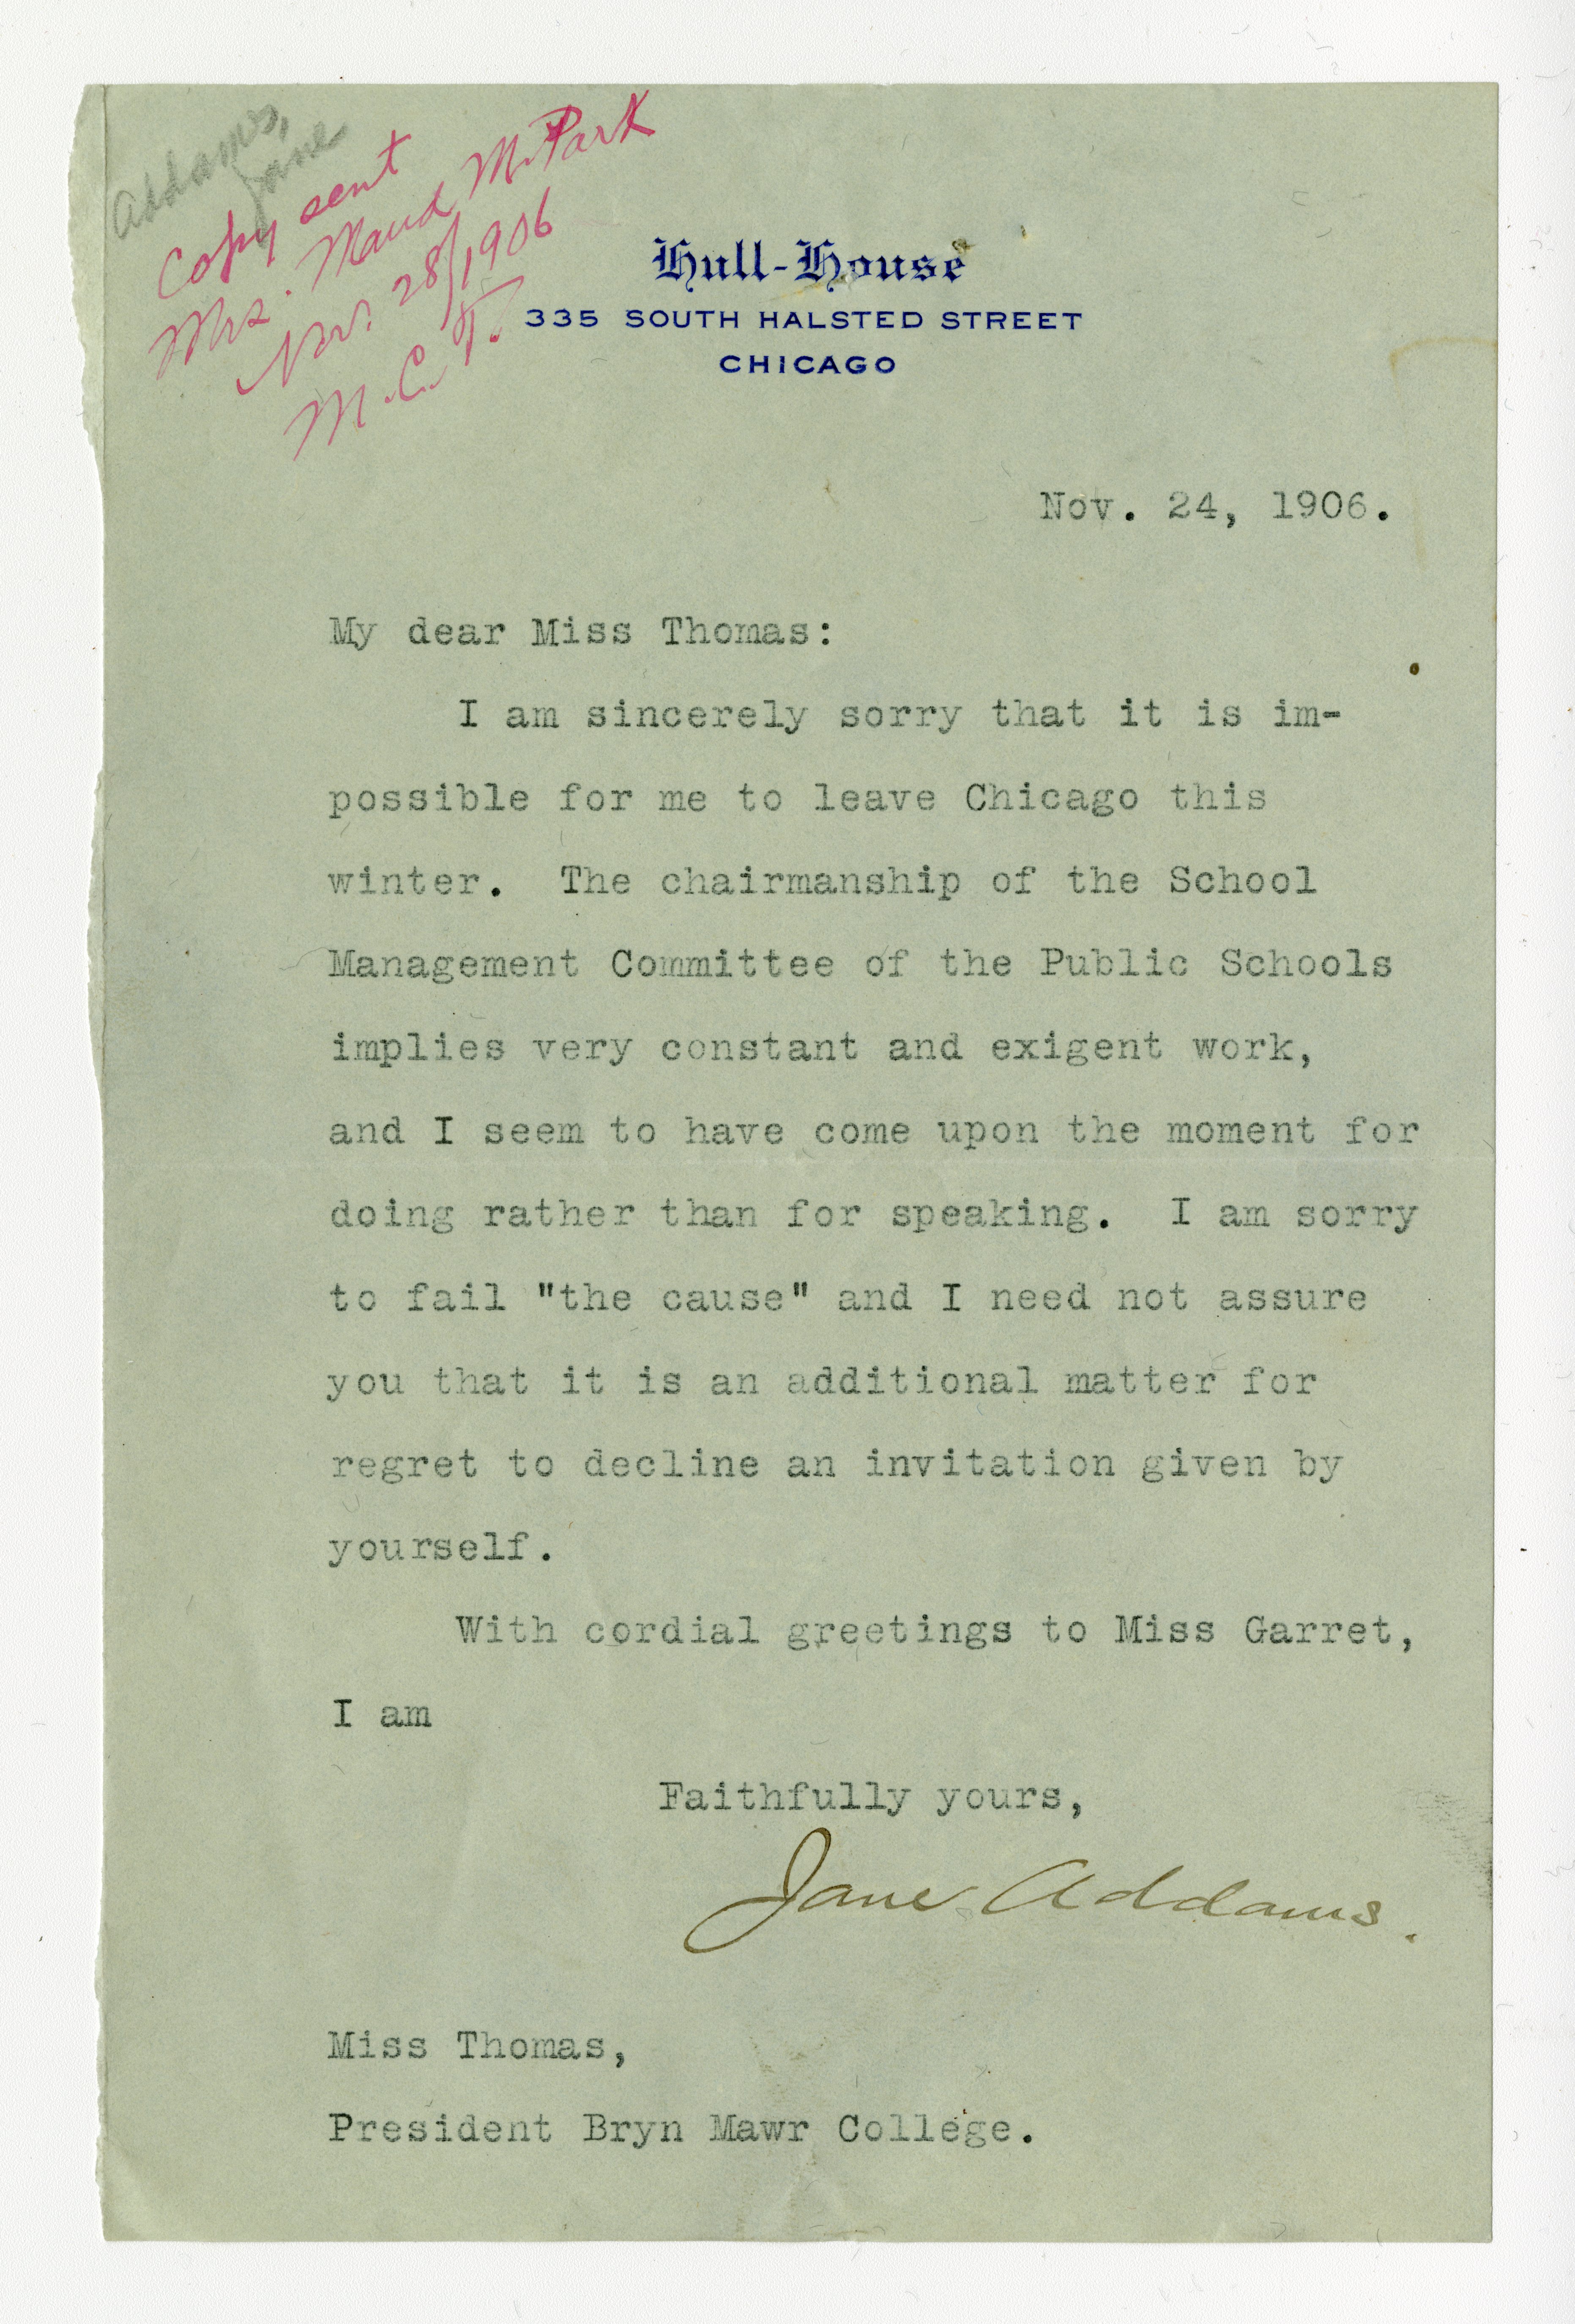 Addams,
Jane
Copy sent
Mrs. Maud M. Park
Nov. 28/1906
M. C. T.
Hull-House
335 SOUTH HALSTED STREET
CHICAGO
Nov. 24, 1906.
My dear Miss Thomas:
I am sincerely sorry that it is im-
possible for me to leave Chicago this
winter. The chairmanship of the School
Management Committee of the Public Schools
implies very constant and exigent work,
and I seem to have come upon the moment for
doing rather than for speaking. I am sorry
to fail "the cause" and I need not assure
you that it is an additional matter for
regret to decline an invitation given by
yourself.
With cordial greetings to Miss Garret,
I am
Faithfully yours,
Jane Addams.
Miss Thomas,
President Bryn Mawr College.